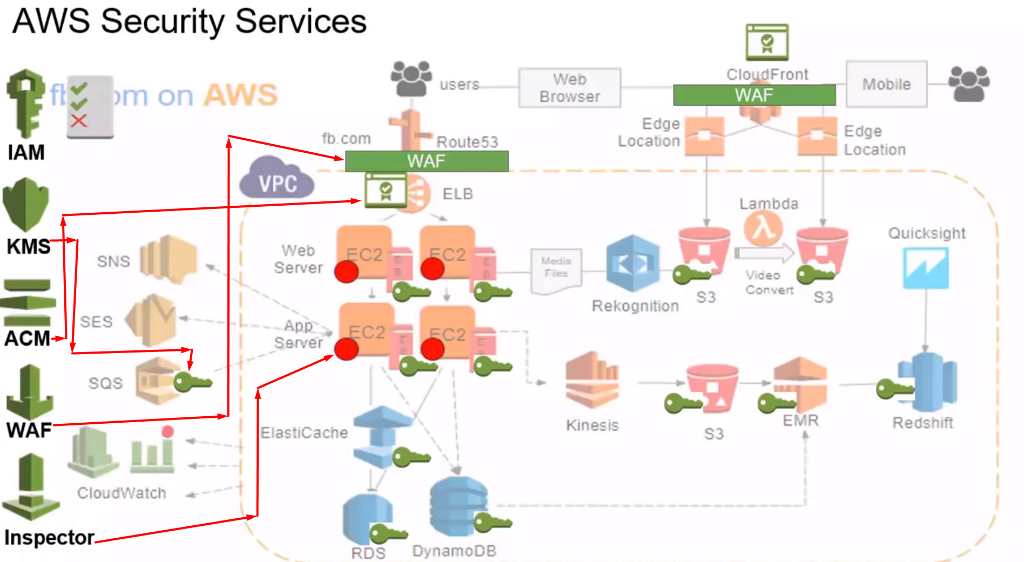 AWS Security Services
CloudFront
users
Web
Browser
WAF
Mobile
fb.com on AWS
IAM
fb.com
Route53
WAF
Edge
Location
Edge
Location
VPC
ELB
KMS
Lambda
Quicksight
SNS
Web
Server
EC2
EC2
Media
Files
Rekognition
S3
Video
Convert
S3
ACM
SES
App
Server
EC2
EC2
SQS
WAF
ElastiCache
Kinesis
S3
EMR
Redshift
CloudWatch
Inspector
RDS
DynamoDB